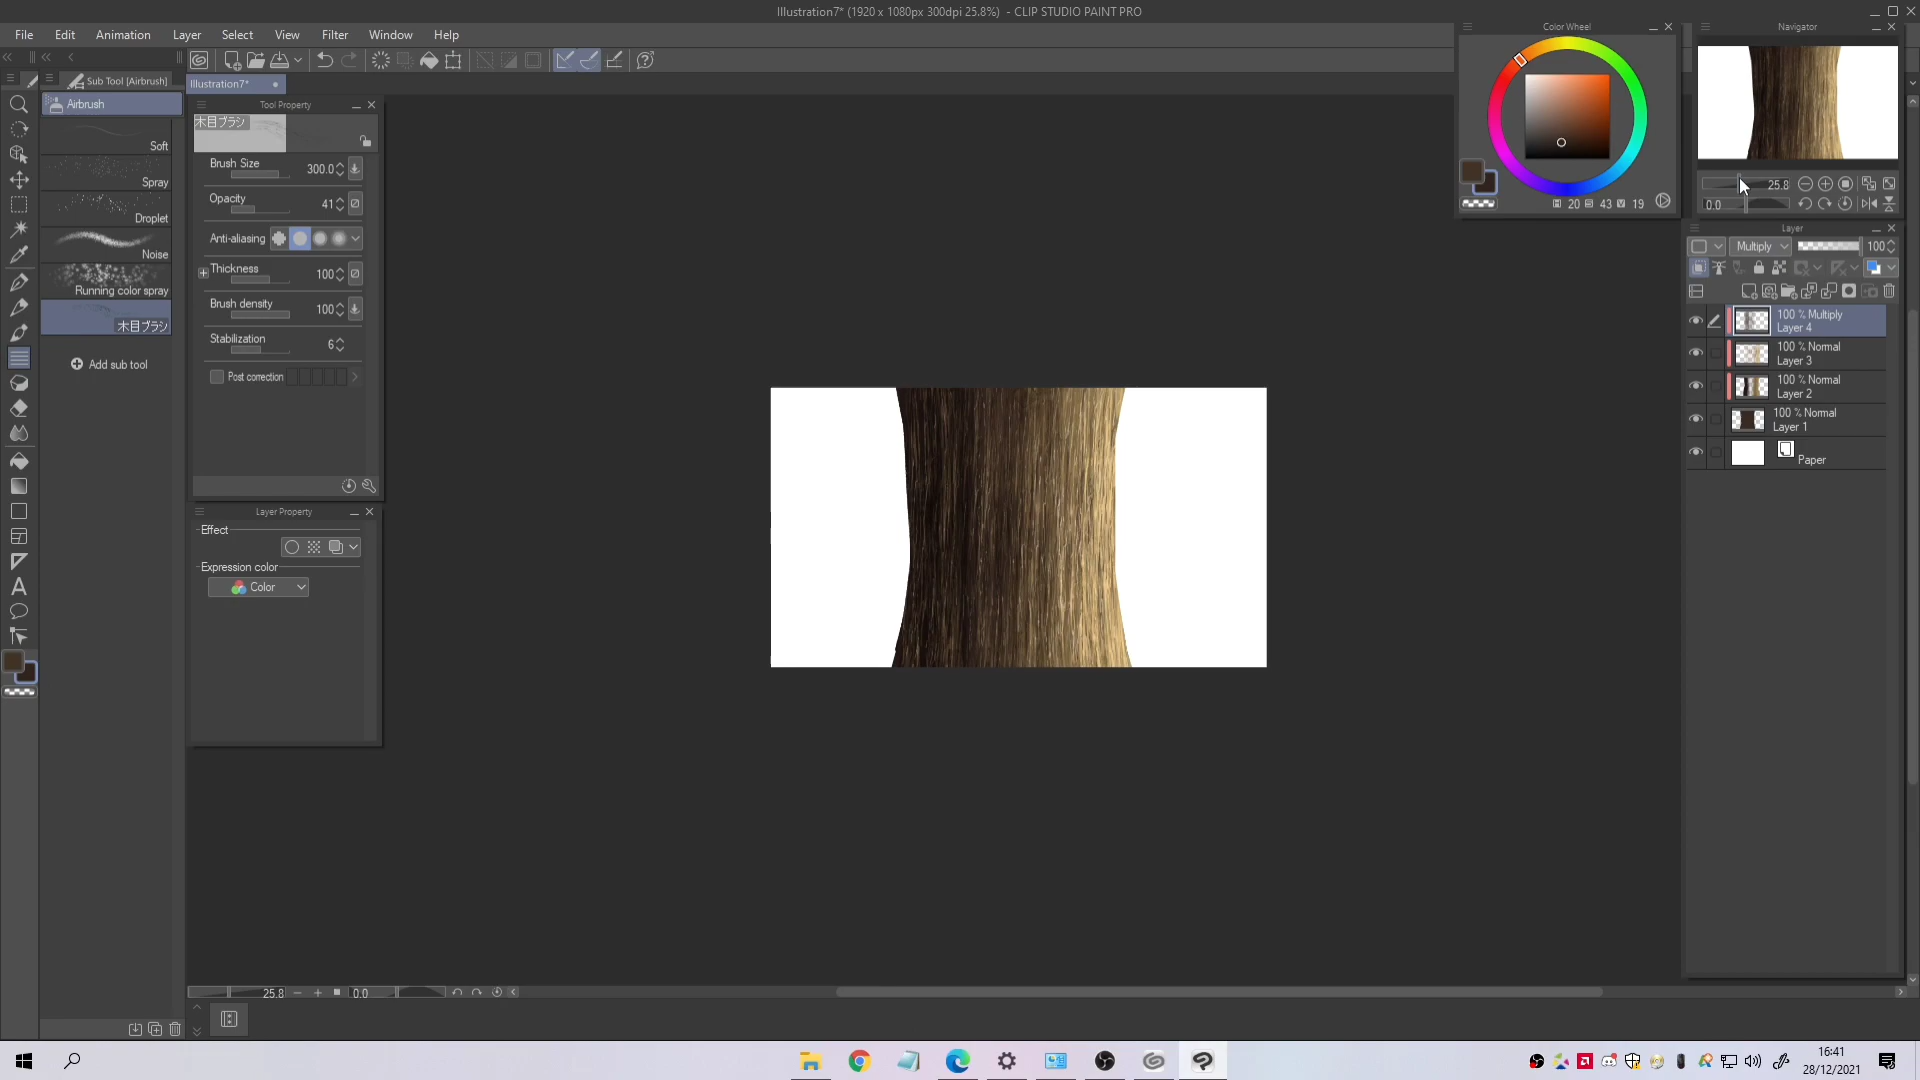 Illustration7* (1920 x 1080px 300dpi 25.8%) - CLIP STUDIO PAINT PRO
File Edit Animation Layer Select View Filter Window Help
Sub Tool [Airbrush]
Airbrush
Soft
Spray
Droplet
Noise
Running color spray
木目ブラシ
Add sub tool
Illustration7*
Tool Property
木目ブラシ
Brush Size 300.0
Opacity 41
Anti-aliasing
Thickness 100
Brush density 100
Stabilization 6
Post correction
Layer Property
Effect
Expression color
Color
Color Wheel
20 43 19
Navigator
25.8
0.0
Layer
Multiply 100
100 % Multiply
Layer 4
100 % Normal
Layer 3
100 % Normal
Layer 2
100 % Normal
Layer 1
Paper
25.8 0.0
16:41
28/12/2021